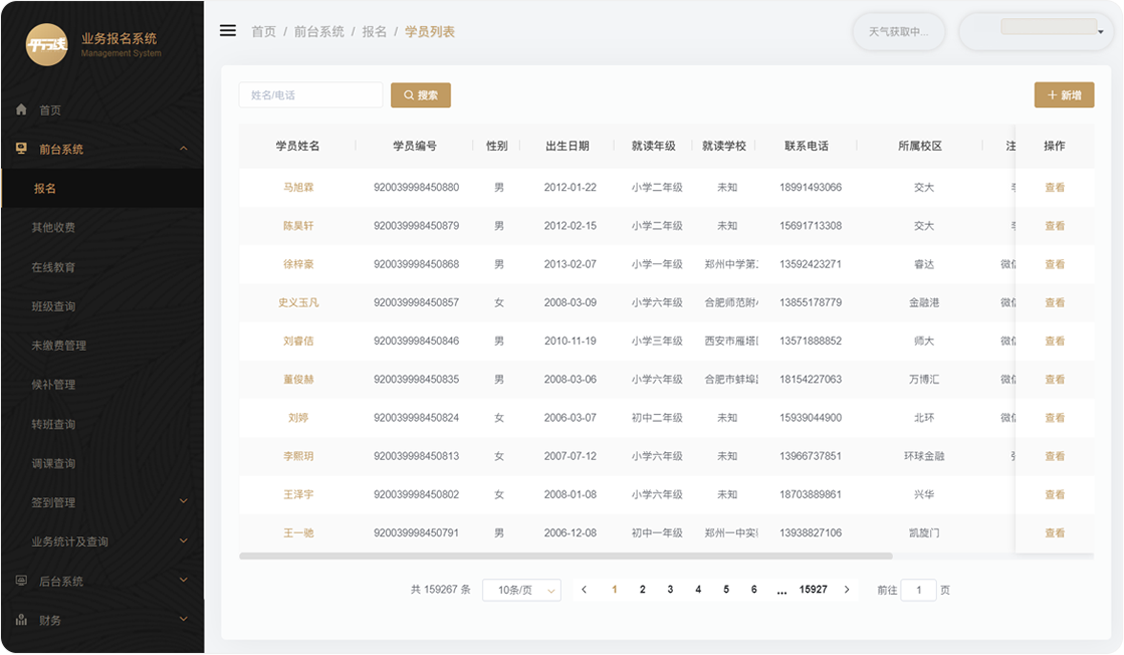 业务报名系统
Management System
首页
前台系统
报名
其他收费
在线教育
班级查询
未缴费管理
候补管理
转班查询
调课查询
签到管理
业务统计及查询
后台系统
财务
首页 / 前台系统 / 报名 / 学员列表
天气获取中...
姓名/电话
搜索
+ 新增
学员姓名 学员编号 性别 出生日期 就读年级 就读学校 联系电话 所属校区 注 操作
马旭霖 920039998450880 男 2012-01-22 小学二年级 未知 18991493066 交大 查看
陈昊轩 920039998450879 男 2012-02-15 小学二年级 未知 15691713308 交大 查看
徐梓豪 920039998450868 男 2013-02-07 小学一年级 郑州中学第 13592423271 睿达 微 查看
史义玉凡 920039998450857 女 2008-03-09 小学六年级 合肥师范附 13855178779 金融港 微 查看
刘睿佶 920039998450846 男 2010-11-19 小学三年级 西安市雁塔 13571888852 师大 微 查看
董俊赫 920039998450835 男 2008-03-06 小学六年级 合肥市蚌埠 18154227063 万博汇 微 查看
刘婷 920039998450824 女 2006-03-07 初中二年级 未知 15939044900 北环 微 查看
李熙玥 920039998450813 女 2007-07-12 小学六年级 未知 13966737851 环球金融 查看
王泽宇 920039998450802 女 2008-01-08 小学六年级 未知 18703889861 兴华 查看
王一驰 920039998450791 男 2006-12-08 初中一年级 郑州一中实 13938827106 凯旋门 查看
共 159267 条 10条/页 < 1 2 3 4 5 6 ... 15927 > 前往 1 页